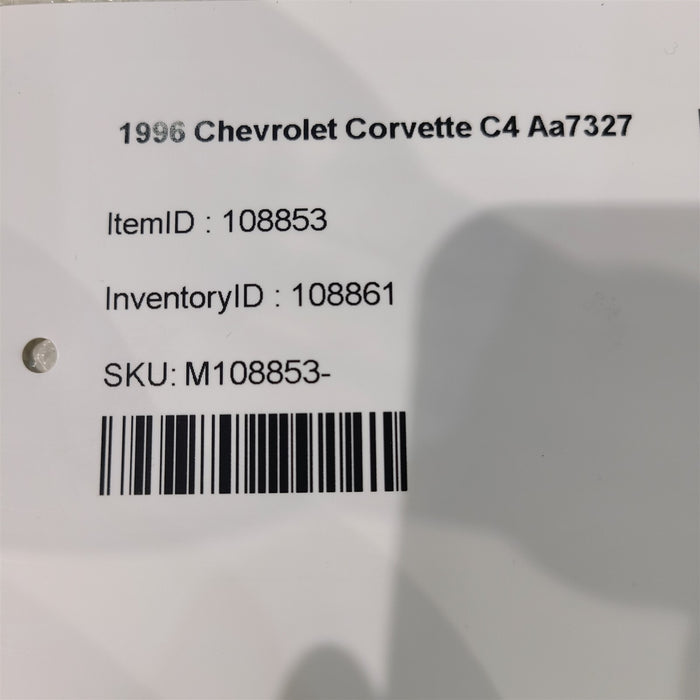 1996 Chevrolet Corvette C4 Aa7327
ItemID : 108853
InventoryID : 108861
SKU: M108853-